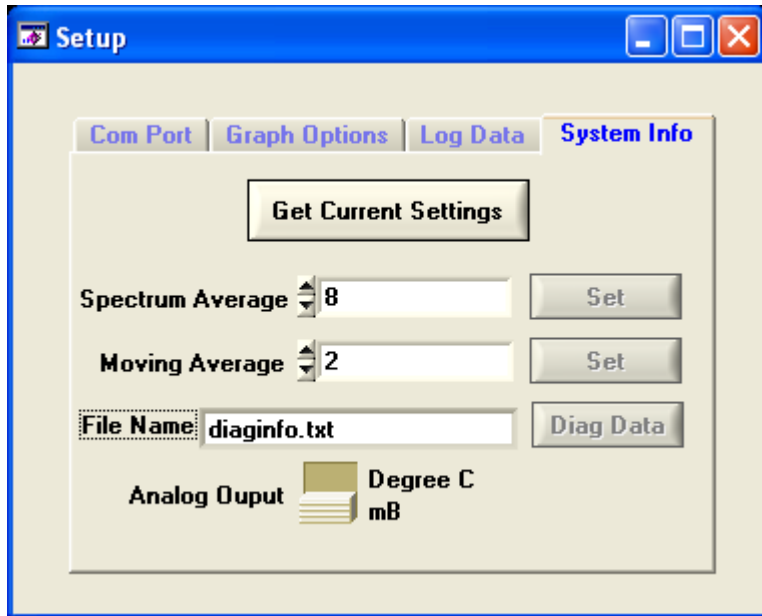 Setup
Com Port Graph Options Log Data System Info
Get Current Settings
Spectrum Average 8 Set
Moving Average 2 Set
File Name diaginfo.txt Diag Data
Analog Ouput Degree C
mB